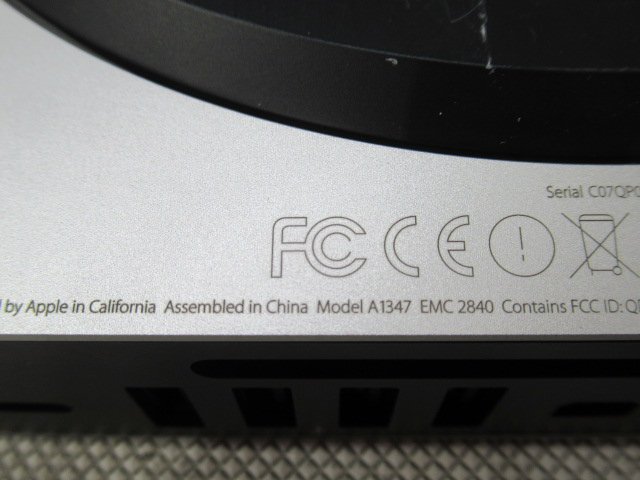 Serial C07QP0
FC CE
by Apple in California Assembled in China Model A1347 EMC 2840 Contains FCC ID: Q